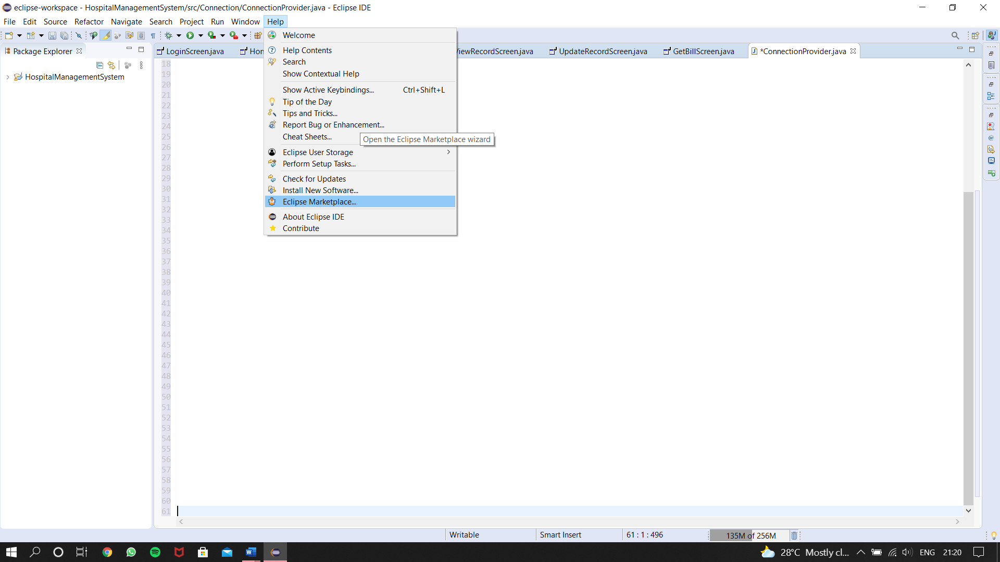 eclipse-workspace - HospitalManagementSystem/src/Connection/ConnectionProvider.java - Eclipse IDE
File Edit Source Refactor Navigate Search Project Run Window Help
Package Explorer
HospitalManagementSystem
LoginScreen.java
Hon
iewRecordScreen.java
UpdateRecordScreen.java
GetBillScreen.java
*ConnectionProvider.java
Welcome
Help Contents
Search
Show Contextual Help
Show Active Keybindings... Ctrl+Shift+L
Tip of the Day
Tips and Tricks...
Report Bug or Enhancement...
Cheat Sheets...
Open the Eclipse Marketplace wizard
Eclipse User Storage
Perform Setup Tasks...
Check for Updates
Install New Software...
Eclipse Marketplace...
About Eclipse IDE
Contribute
18
19
20
21
22
23
24
25
26
27
28
29
30
31
32
33
34
35
36
37
38
39
40
41
42
43
44
45
46
47
48
49
50
51
52
53
54
55
56
57
58
59
60
61
Writable
Smart Insert
61 : 1 : 496
135M of 256M
28°C Mostly cl...
ENG
21:20